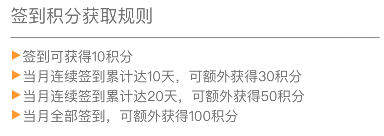 签到积分获取规则
签到可获得10积分
当月连续签到累计达10天，可额外获得30积分
当月连续签到累计达20天，可额外获得50积分
当月全部签到，可额外获得100积分